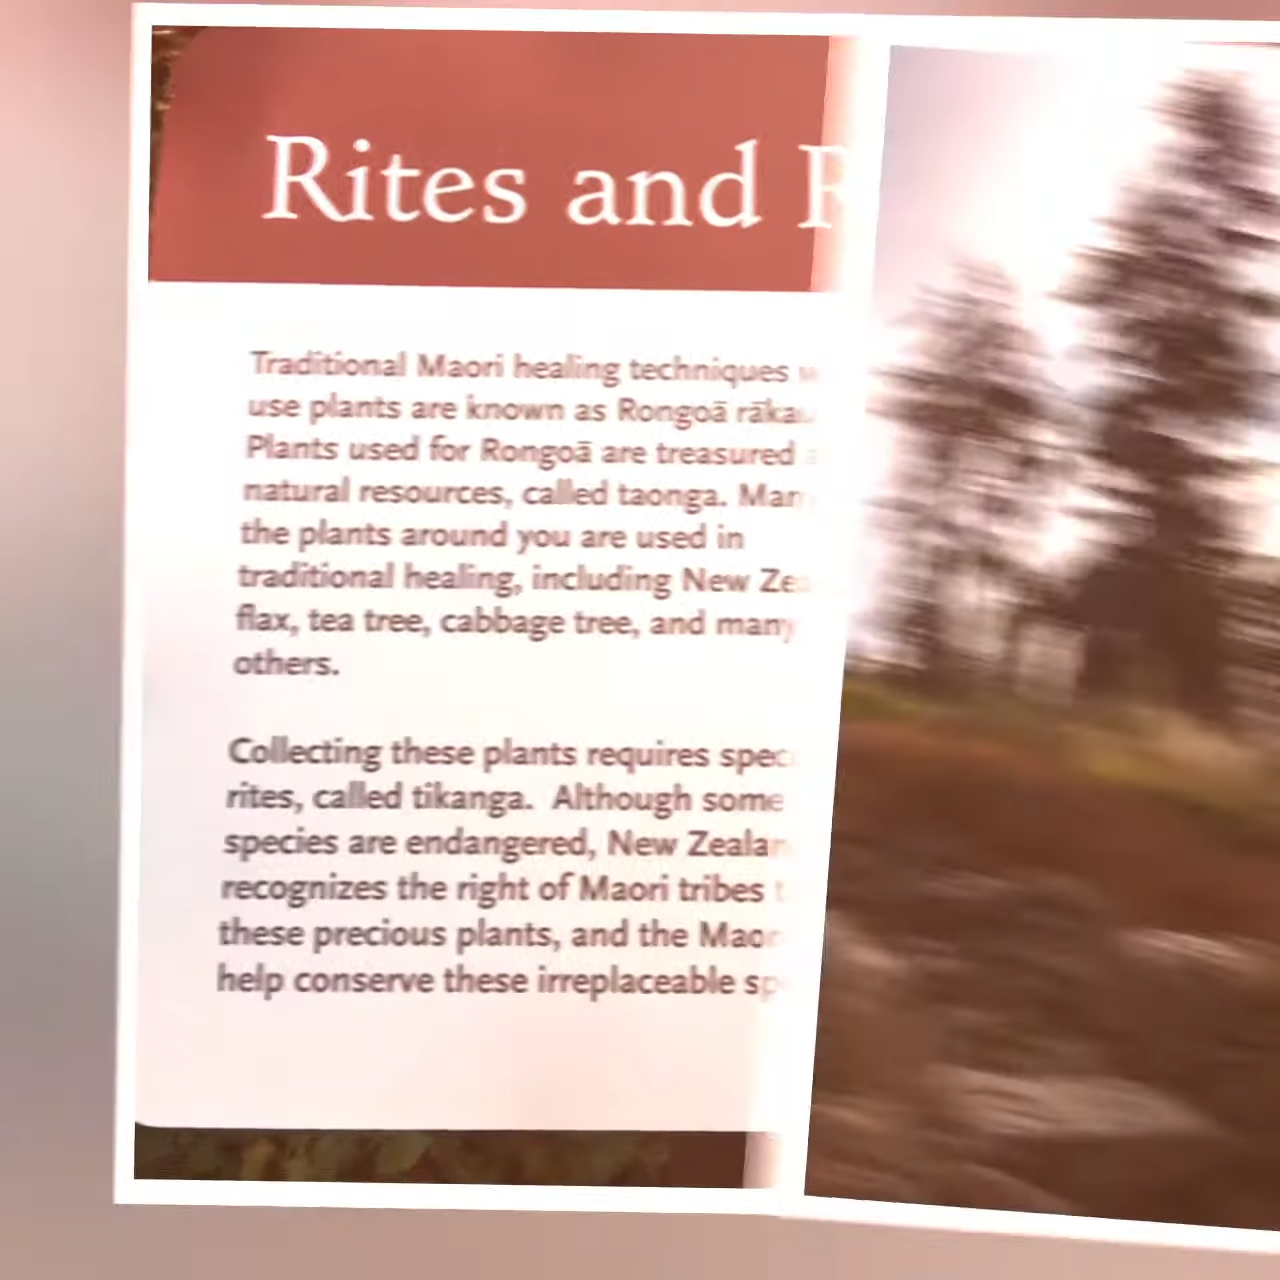 Rites and
Traditional Maori healing techniques
use plants are known as Rongoā
Plants used for Rongoā are treasured
natural resources, called taonga.
the plants around you are used in
traditional healing, including New
flax, tea tree, cabbage tree, and many
others.
Collecting these plants requires
rites, called tikanga. Although some
species are endangered, New
recognizes the right of Maori tribes
these precious plants, and the
help conserve these irreplaceable